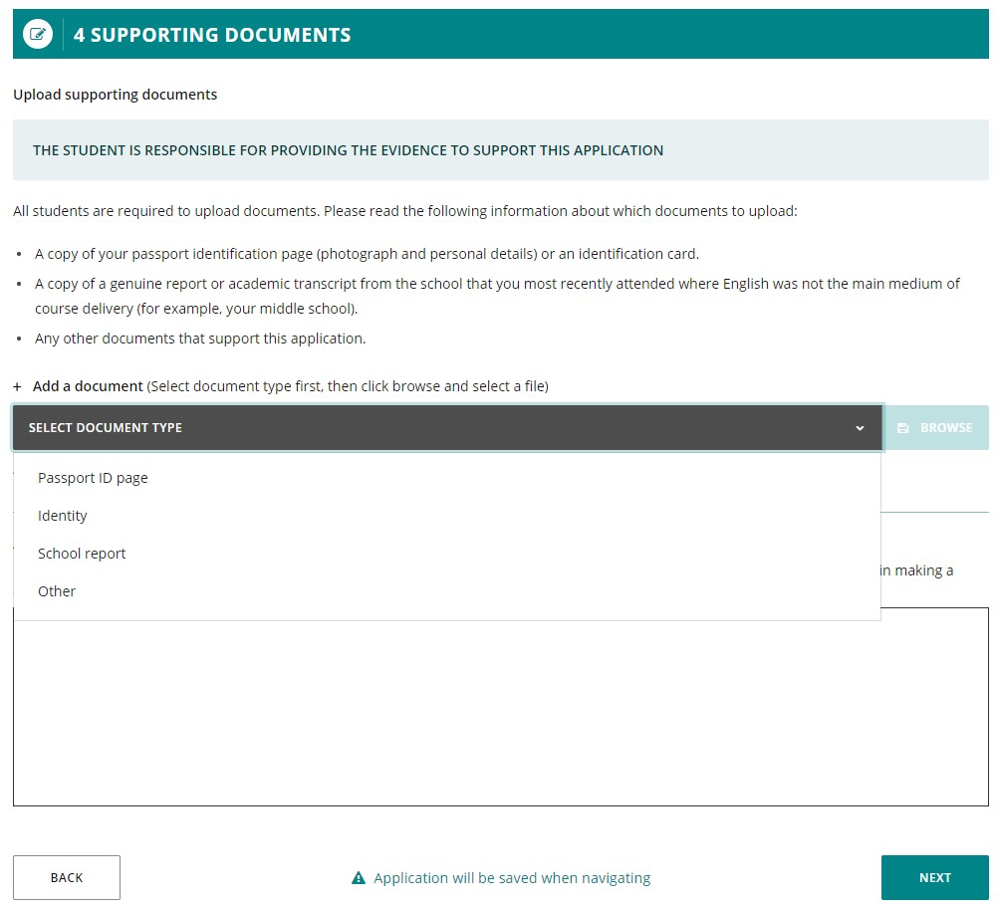 4 SUPPORTING DOCUMENTS
Upload supporting documents
THE STUDENT IS RESPONSIBLE FOR PROVIDING THE EVIDENCE TO SUPPORT THIS APPLICATION
All students are required to upload documents. Please read the following information about which documents to upload:
• A copy of your passport identification page (photograph and personal details) or an identification card.
• A copy of a genuine report or academic transcript from the school that you most recently attended where English was not the main medium of
course delivery (for example, your middle school).
• Any other documents that support this application.
+ Add a document (Select document type first, then click browse and select a file)
SELECT DOCUMENT TYPE
BROWSE
Passport ID page
Identity
School report
in making a
Other
BACK
Application will be saved when navigating
NEXT